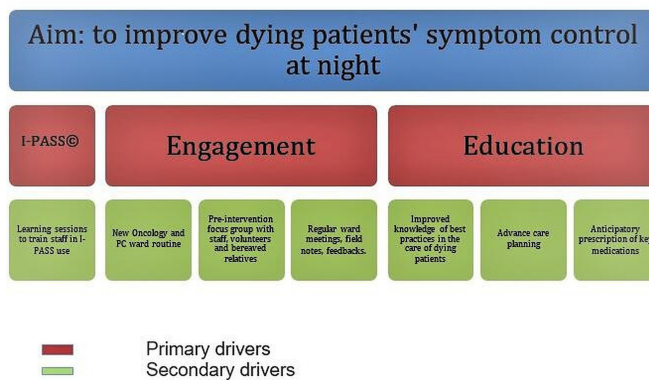 Aim: to improve dying patients' symptom control
at night
I-PASS©
Engagement
Education
Learning sessions
to train staff in I-
PASS use
New Oncology and
PC ward routine
Pre-intervention
focus group with
staff, volunteers
and bereaved
relatives
Regular ward
meetings, field
notes, feedbacks.
Improved
knowledge of best
practices in the
care of dying
patients
Advance care
planning
Anticipatory
prescription of
medications
Primary drivers
Secondary drivers